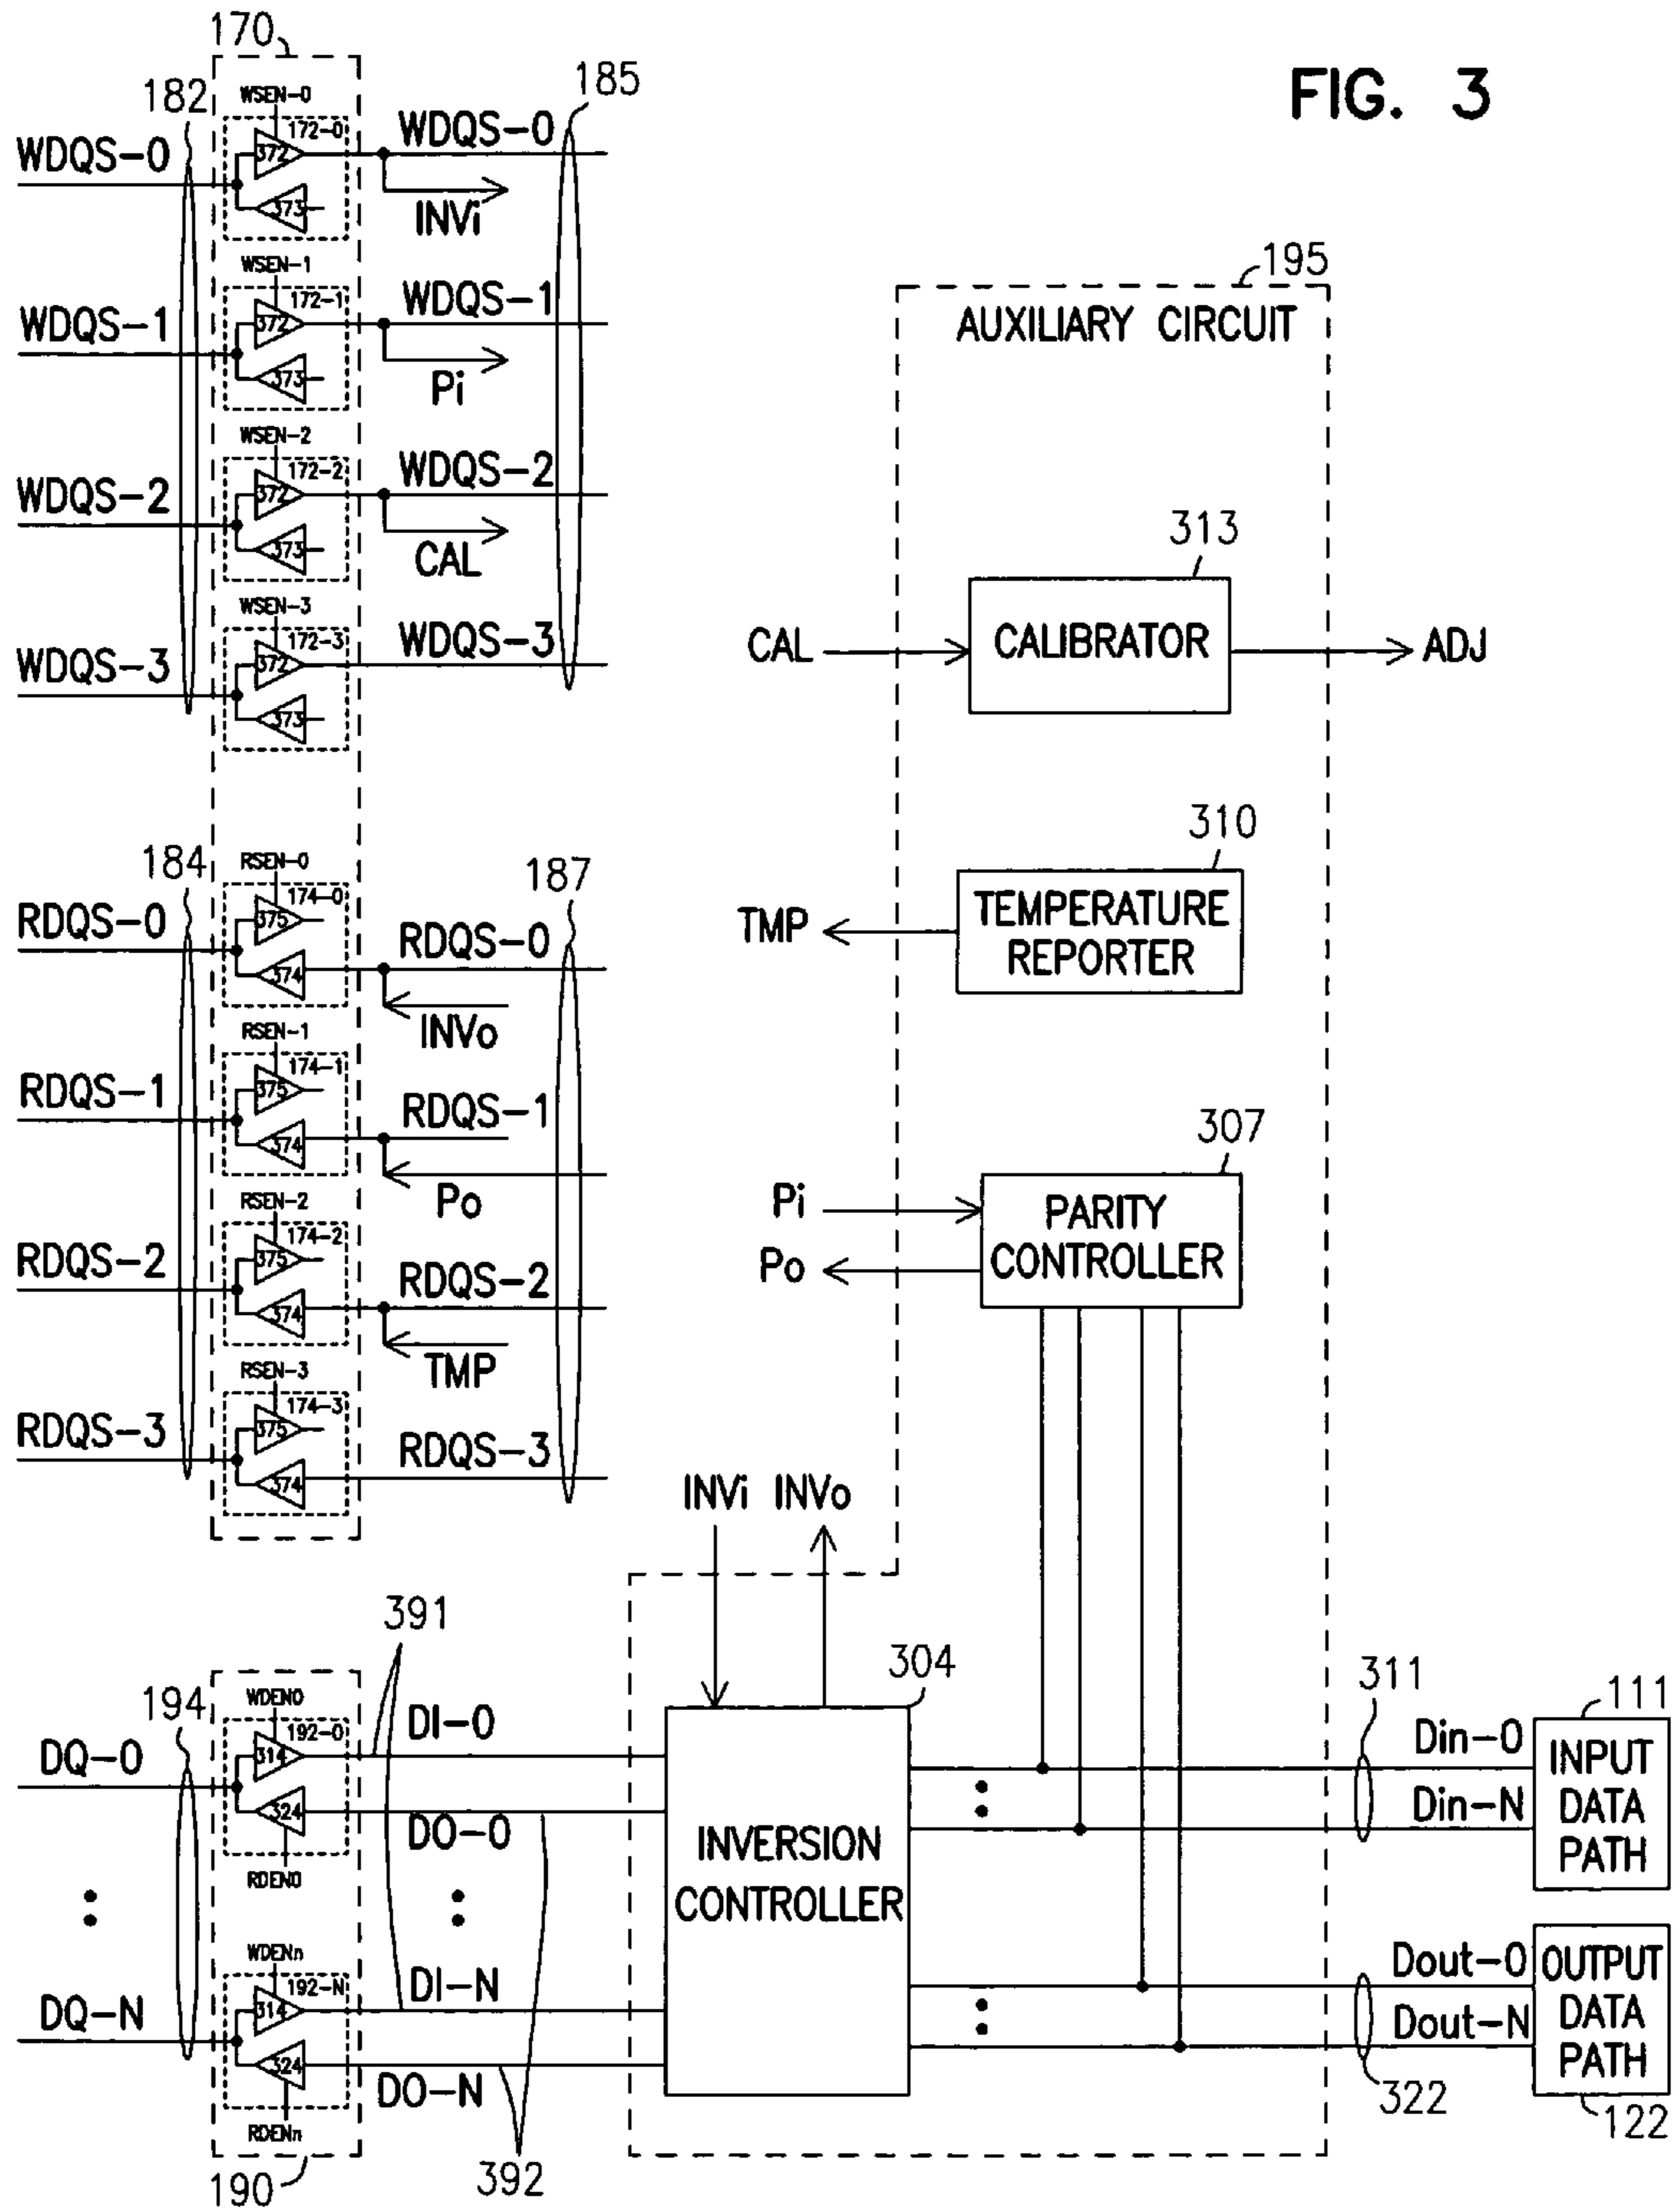 FIG. 3
170
182
185
WSEN-0
172-0
WDQS-0
372
373
WDQS-0
INVi
WSEN-1
172-1
WDQS-1
372
373
WDQS-1
Pi
WSEN-2
172-2
WDQS-2
372
373
WDQS-2
CAL
WSEN-3
172-3
WDQS-3
372
373
WDQS-3
195
AUXILIARY CIRCUIT
313
CAL
CALIBRATOR
ADJ
310
TMP
TEMPERATURE
REPORTER
307
Pi
Po
PARITY
CONTROLLER
184
187
RSEN-0
174-0
RDQS-0
375
374
RDQS-0
INVo
RSEN-1
174-1
RDQS-1
375
374
RDQS-1
Po
RSEN-2
174-2
RDQS-2
375
374
RDQS-2
TMP
RSEN-3
174-3
RDQS-3
375
374
RDQS-3
INVi INVo
391
304
194
WDEN0
192-0
DQ-0
314
324
RDEN0
DI-0
DO-0
WDENn
192-N
DQ-N
314
324
RDENn
DI-N
DO-N
190
392
INVERSION
CONTROLLER
311
111
Din-0
Din-N
INPUT
DATA
PATH
Dout-0
Dout-N
OUTPUT
DATA
PATH
322
122